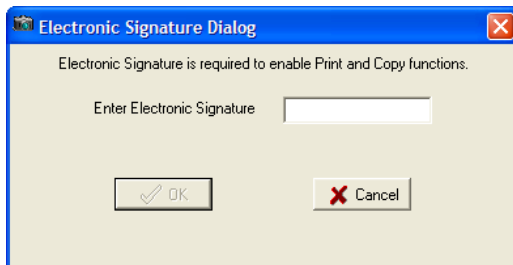 Electronic Signature Dialog
Electronic Signature is required to enable Print and Copy functions.
Enter Electronic Signature
OK
Cancel